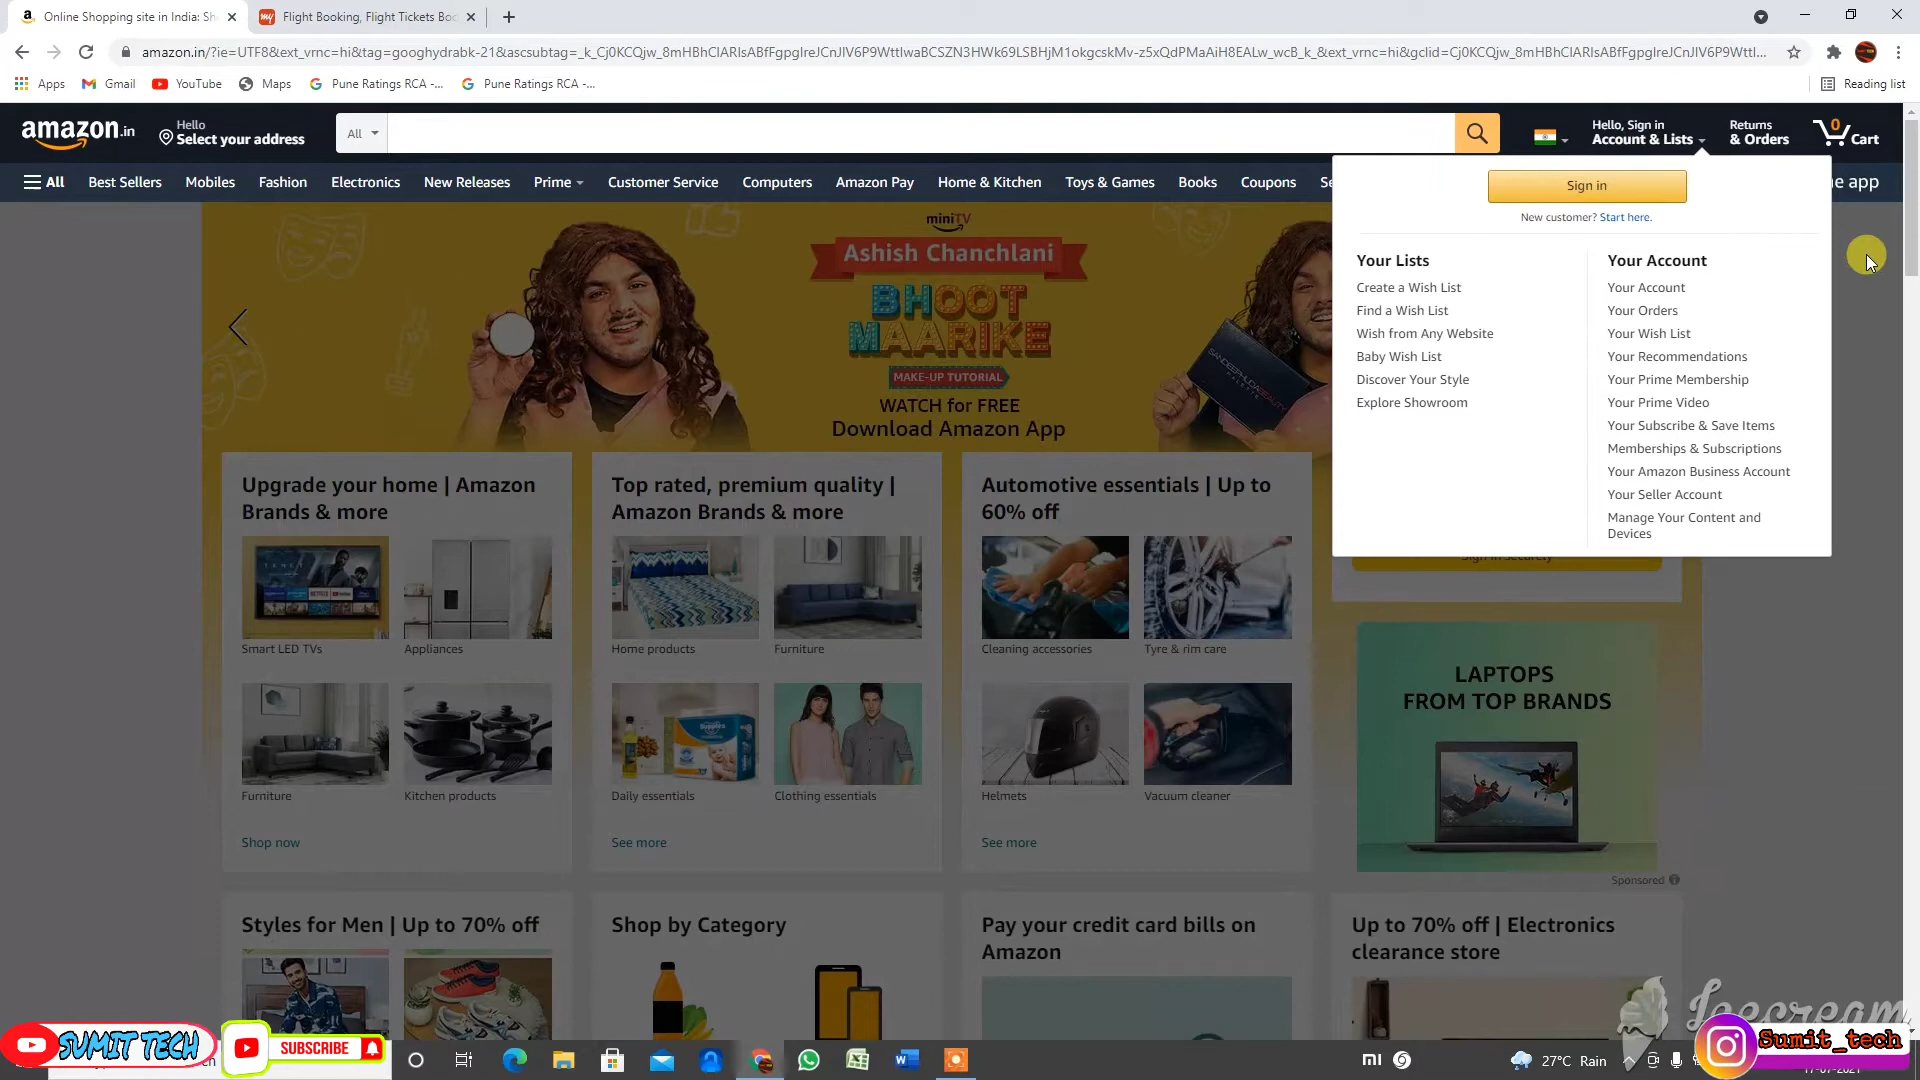 Online Shopping site in India: Sh
Flight Booking, Flight Tickets Boo
amazon.in/?ie=UTF8&ext_vrnc=hi&tag=googhydrabk-21&ascsubtag=_k_Cj0KCQjw_8mHBhClARIsABfFgpgIreJCnJlV6P9WttIwaBCSZN3HWk69LSBHjM1okgcskMv-z5xQdPMaAiH8EALw_wcB_k_&ext_vrnc=hi&gclid=Cj0KCQjw_8mHBhClARIsABfFgpgIreJCnJlV6P9WttI...
Apps Gmail YouTube Maps Pune Ratings RCA -... Pune Ratings RCA -... Reading list
amazon.in
Hello
Select your address
All
Hello, Sign in
Account & Lists
Returns
& Orders
0
Cart
All Best Sellers Mobiles Fashion Electronics New Releases Prime Customer Service Computers Amazon Pay Home & Kitchen Toys & Games Books Coupons Se
e app
Sign in
New customer? Start here.
Your Lists
Create a Wish List
Find a Wish List
Wish from Any Website
Baby Wish List
Discover Your Style
Explore Showroom
Your Account
Your Account
Your Orders
Your Wish List
Your Recommendations
Your Prime Membership
Your Prime Video
Your Subscribe & Save Items
Memberships & Subscriptions
Your Amazon Business Account
Your Seller Account
Manage Your Content and
Devices
miniTV
Ashish Chanchlani
BHOOT
MAARIKE
MAKE-UP TUTORIAL
WATCH for FREE
Download Amazon App
Upgrade your home | Amazon
Brands & more
Smart LED TVs
Appliances
Furniture
Kitchen products
Shop now
Top rated, premium quality |
Amazon Brands & more
Home products
Furniture
Daily essentials
Clothing essentials
See more
Automotive essentials | Up to
60% off
Cleaning accessories
Tyre & rim care
Helmets
Vacuum cleaner
See more
Sign in securely
LAPTOPS
FROM TOP BRANDS
Sponsored
Styles for Men | Up to 70% off
Shop by Category
Pay your credit card bills on
Amazon
Up to 70% off | Electronics
clearance store
Icecream
SUMIT TECH
SUBSCRIBE
Sumit_tech
27°C Rain
17-07-2021